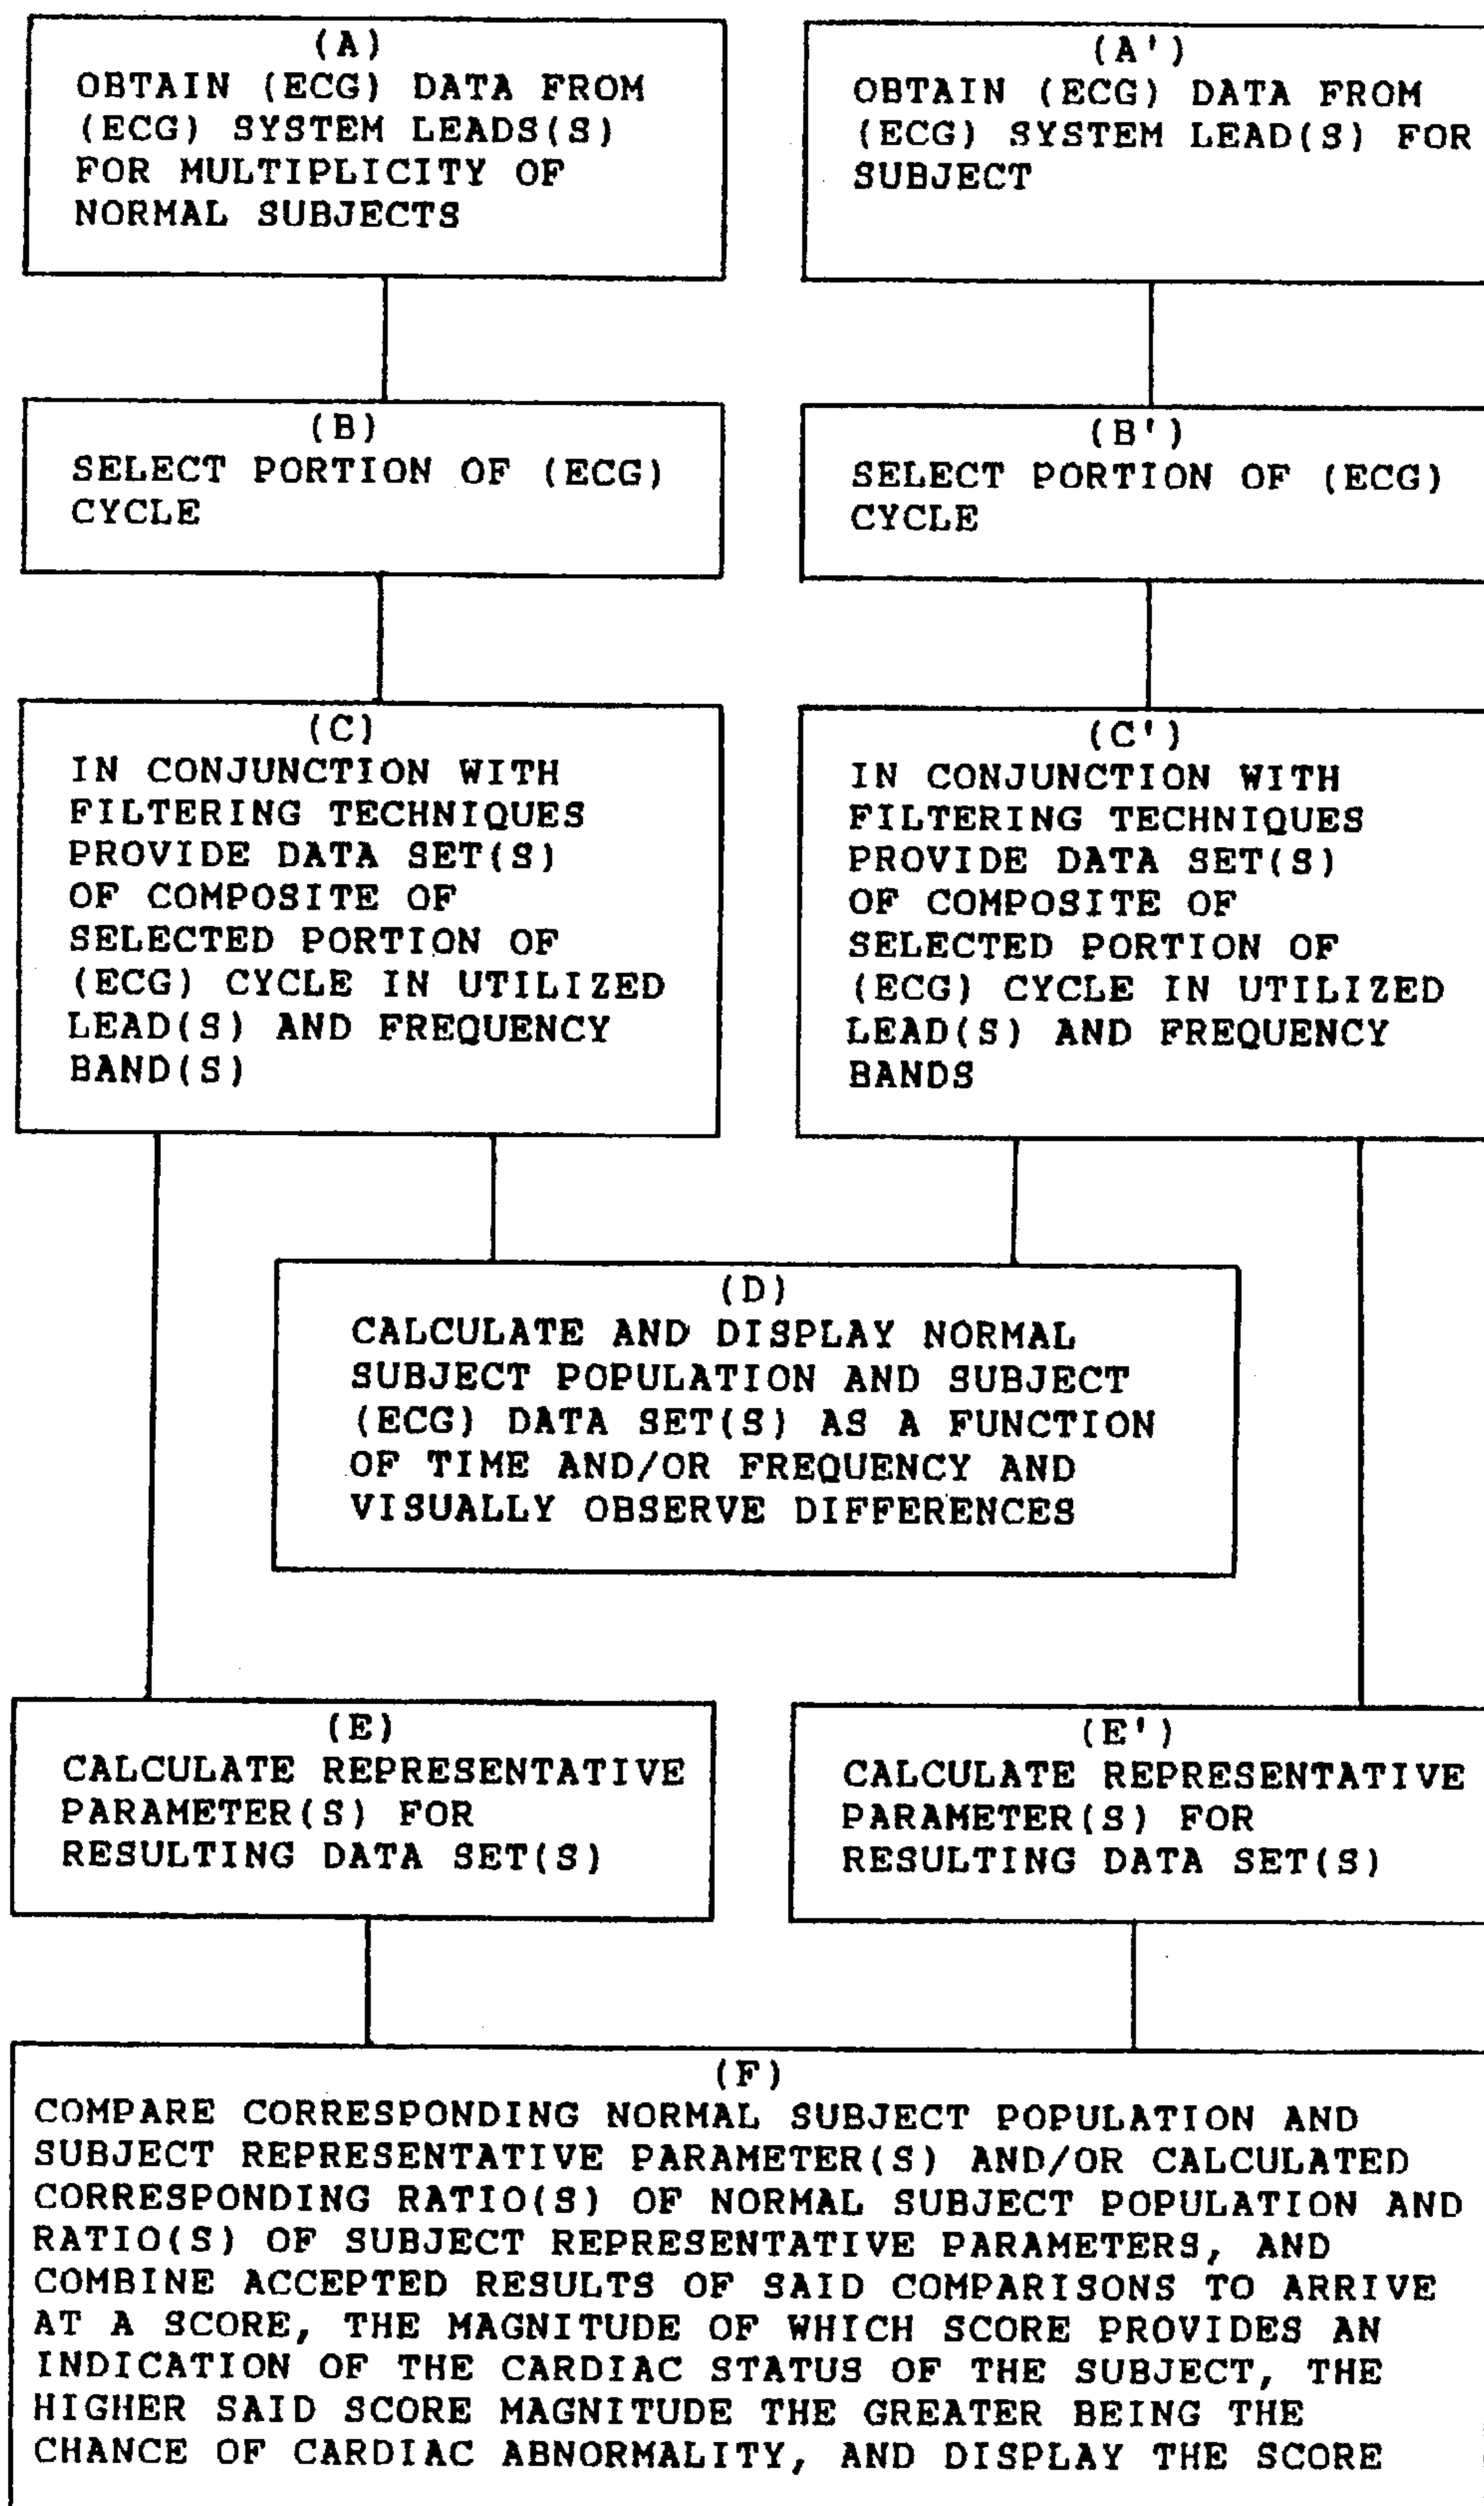 (A)
OBTAIN (ECG) DATA FROM
(ECG) SYSTEM LEADS(S)
FOR MULTIPLICITY OF
NORMAL SUBJECTS
(A')
OBTAIN (ECG) DATA FROM
(ECG) SYSTEM LEAD(S) FOR
SUBJECT
(B)
SELECT PORTION OF (ECG)
CYCLE
(B')
SELECT PORTION OF (ECG)
CYCLE
(C)
IN CONJUNCTION WITH
FILTERING TECHNIQUES
PROVIDE DATA SET(S)
OF COMPOSITE OF
SELECTED PORTION OF
(ECG) CYCLE IN UTILIZED
LEAD(S) AND FREQUENCY
BAND(S)
(C')
IN CONJUNCTION WITH
FILTERING TECHNIQUES
PROVIDE DATA SET(S)
OF COMPOSITE OF
SELECTED PORTION OF
(ECG) CYCLE IN UTILIZED
LEAD(S) AND FREQUENCY
BANDS
(D)
CALCULATE AND DISPLAY NORMAL
SUBJECT POPULATION AND SUBJECT
(ECG) DATA SET(S) AS A FUNCTION
OF TIME AND/OR FREQUENCY AND
VISUALLY OBSERVE DIFFERENCES
(E)
CALCULATE REPRESENTATIVE
PARAMETER(S) FOR
RESULTING DATA SET(S)
(E')
CALCULATE REPRESENTATIVE
PARAMETER(S) FOR
RESULTING DATA SET(S)
(F)
COMPARE CORRESPONDING NORMAL SUBJECT POPULATION AND
SUBJECT REPRESENTATIVE PARAMETER(S) AND/OR CALCULATED
CORRESPONDING RATIO(S) OF NORMAL SUBJECT POPULATION AND
RATIO(S) OF SUBJECT REPRESENTATIVE PARAMETERS, AND
COMBINE ACCEPTED RESULTS OF SAID COMPARISONS TO ARRIVE
AT A SCORE, THE MAGNITUDE OF WHICH SCORE PROVIDES AN
INDICATION OF THE CARDIAC STATUS OF THE SUBJECT, THE
HIGHER SAID SCORE MAGNITUDE THE GREATER BEING THE
CHANCE OF CARDIAC ABNORMALITY, AND DISPLAY THE SCORE